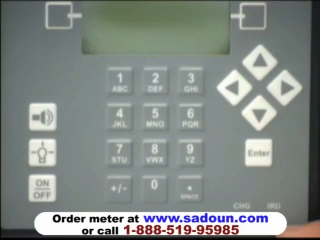 1 2 3
ABC DEF GHI
4 5 6
JKL MNO PQR
7 8 9
STU VWX YZ
+/- 0 .
SPACE
Enter
ON
OFF
CHG IRD
Order meter at www.sadoun.com
or call 1-888-519-95985